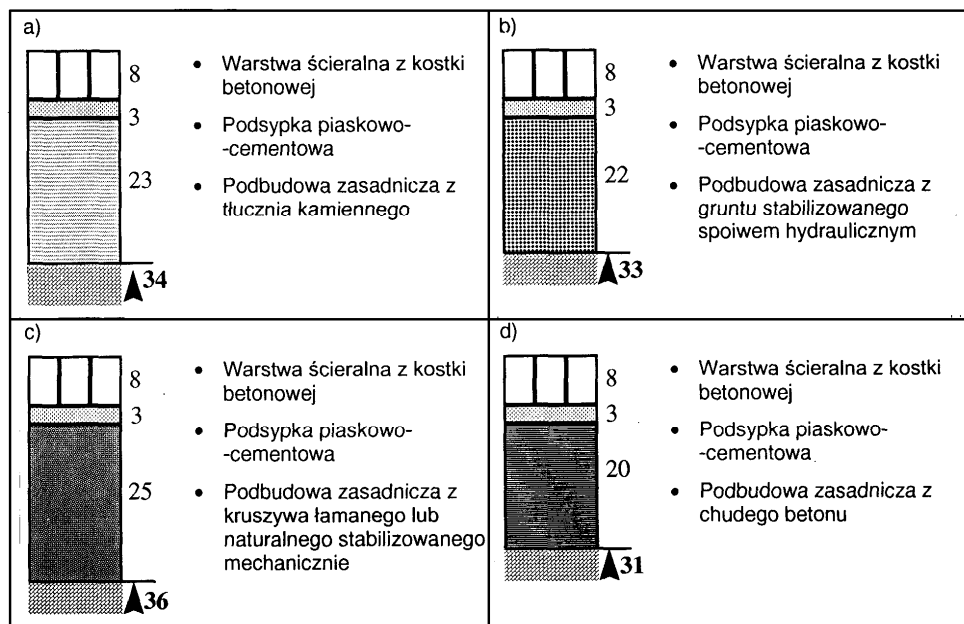 a)
8
3
23
34
• Warstwa ścieralna z kostki
betonowej
• Podsypka piaskowo-
-cementowa
• Podbudowa zasadnicza z
tłucznia kamiennego
b)
8
3
22
33
• Warstwa ścieralna z kostki
betonowej
• Podsypka piaskowo-
-cementowa
• Podbudowa zasadnicza z
gruntu stabilizowanego
spoiwem hydraulicznym
c)
8
3
25
36
• Warstwa ścieralna z kostki
betonowej
• Podsypka piaskowo-
-cementowa
• Podbudowa zasadnicza z
kruszywa łamanego lub
naturalnego stabilizowanego
mechanicznie
d)
8
3
20
31
• Warstwa ścieralna z kostki
betonowej
• Podsypka piaskowo-
-cementowa
• Podbudowa zasadnicza z
chudego betonu